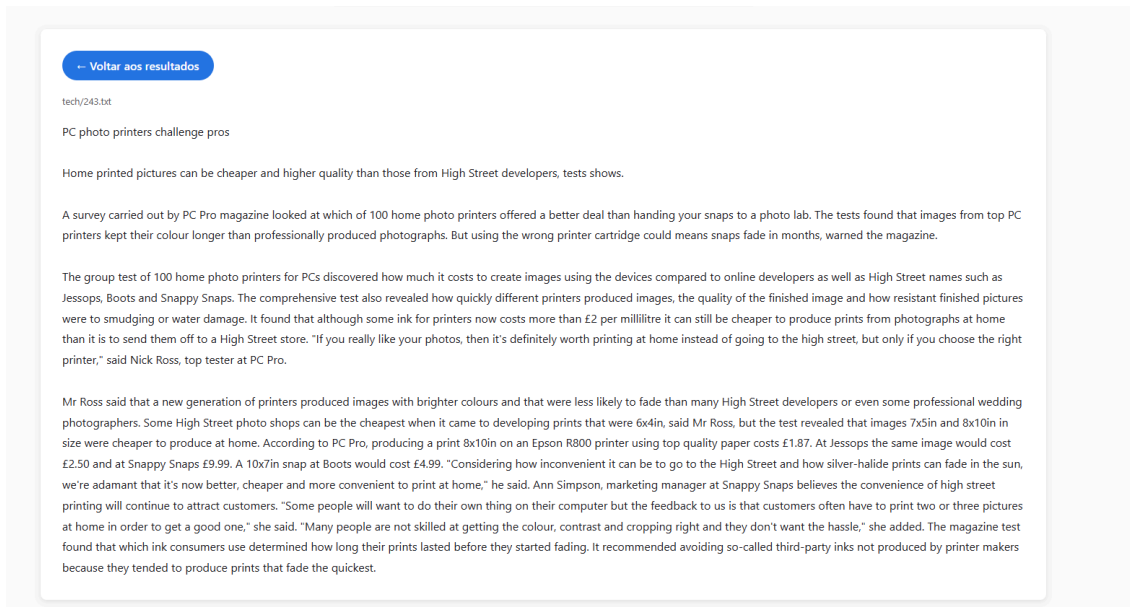 ← Voltar aos resultados
tech/243.txt
PC photo printers challenge pros
Home printed pictures can be cheaper and higher quality than those from High Street developers, tests shows.
A survey carried out by PC Pro magazine looked at which of 100 home photo printers offered a better deal than handing your snaps to a photo lab. The tests found that images from top PC
printers kept their colour longer than professionally produced photographs. But using the wrong printer cartridge could means snaps fade in months, warned the magazine.
The group test of 100 home photo printers for PCs discovered how much it costs to create images using the devices compared to online developers as well as High Street names such as
Jessops, Boots and Snappy Snaps. The comprehensive test also revealed how quickly different printers produced images, the quality of the finished image and how resistant finished pictures
were to smudging or water damage. It found that although some ink for printers now costs more than £2 per millilitre it can still be cheaper to produce prints from photographs at home
than it is to send them off to a High Street store. "If you really like your photos, then it's definitely worth printing at home instead of going to the high street, but only if you choose the right
printer," said Nick Ross, top tester at PC Pro.
Mr Ross said that a new generation of printers produced images with brighter colours and that were less likely to fade than many High Street developers or even some professional wedding
photographers. Some High Street photo shops can be the cheapest when it came to developing prints that were 6x4in, said Mr Ross, but the test revealed that images 7x5in and 8x10in in
size were cheaper to produce at home. According to PC Pro, producing a print 8x10in on an Epson R800 printer using top quality paper costs £1.87. At Jessops the same image would cost
£2.50 and at Snappy Snaps £9.99. A 10x7in snap at Boots would cost £4.99. "Considering how inconvenient it can be to go to the High Street and how silver-halide prints can fade in the sun,
we're adamant that it's now better, cheaper and more convenient to print at home," he said. Ann Simpson, marketing manager at Snappy Snaps believes the convenience of high street
printing will continue to attract customers. "Some people will want to do their own thing on their computer but the feedback to us is that customers often have to print two or three pictures
at home in order to get a good one," she said. "Many people are not skilled at getting the colour, contrast and cropping right and they don't want the hassle," she added. The magazine test
found that which ink consumers use determined how long their prints lasted before they started fading. It recommended avoiding so-called third-party inks not produced by printer makers
because they tended to produce prints that fade the quickest.